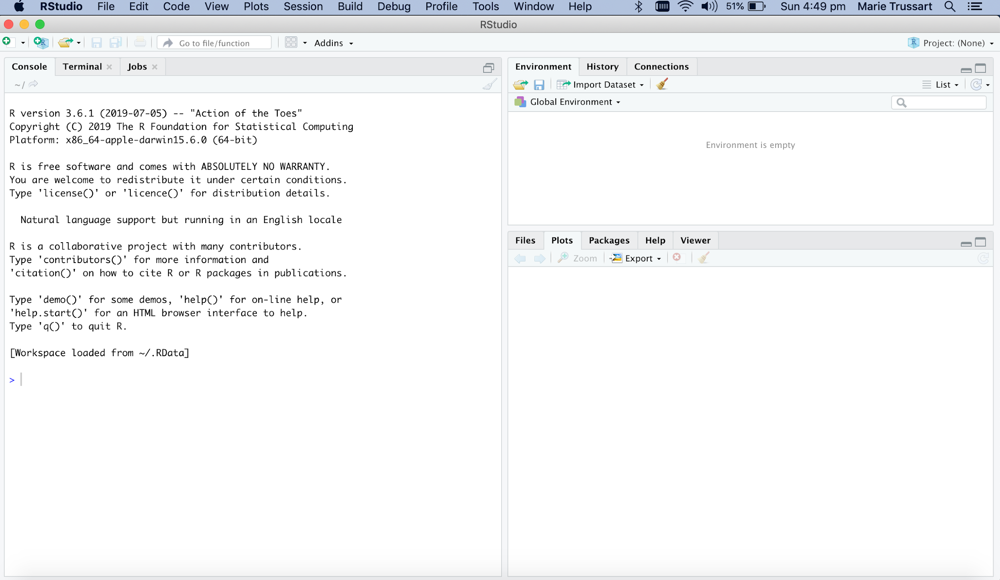 RStudio File Edit Code View Plots Session Build Debug Profile Tools Window Help 51% Sun 4:49 pm Marie Trussart
RStudio
Go to file/function Addins Project: (None)
Console Terminal Jobs
~/
R version 3.6.1 (2019-07-05) -- "Action of the Toes"
Copyright (C) 2019 The R Foundation for Statistical Computing
Platform: x86_64-apple-darwin15.6.0 (64-bit)
R is free software and comes with ABSOLUTELY NO WARRANTY.
You are welcome to redistribute it under certain conditions.
Type 'license()' or 'licence()' for distribution details.
Natural language support but running in an English locale
R is a collaborative project with many contributors.
Type 'contributors()' for more information and
'citation()' on how to cite R or R packages in publications.
Type 'demo()' for some demos, 'help()' for on-line help, or
'help.start()' for an HTML browser interface to help.
Type 'q()' to quit R.
[Workspace loaded from ~/.RData]
>
Environment History Connections
Import Dataset List
Global Environment
Environment is empty
Files Plots Packages Help Viewer
Zoom Export